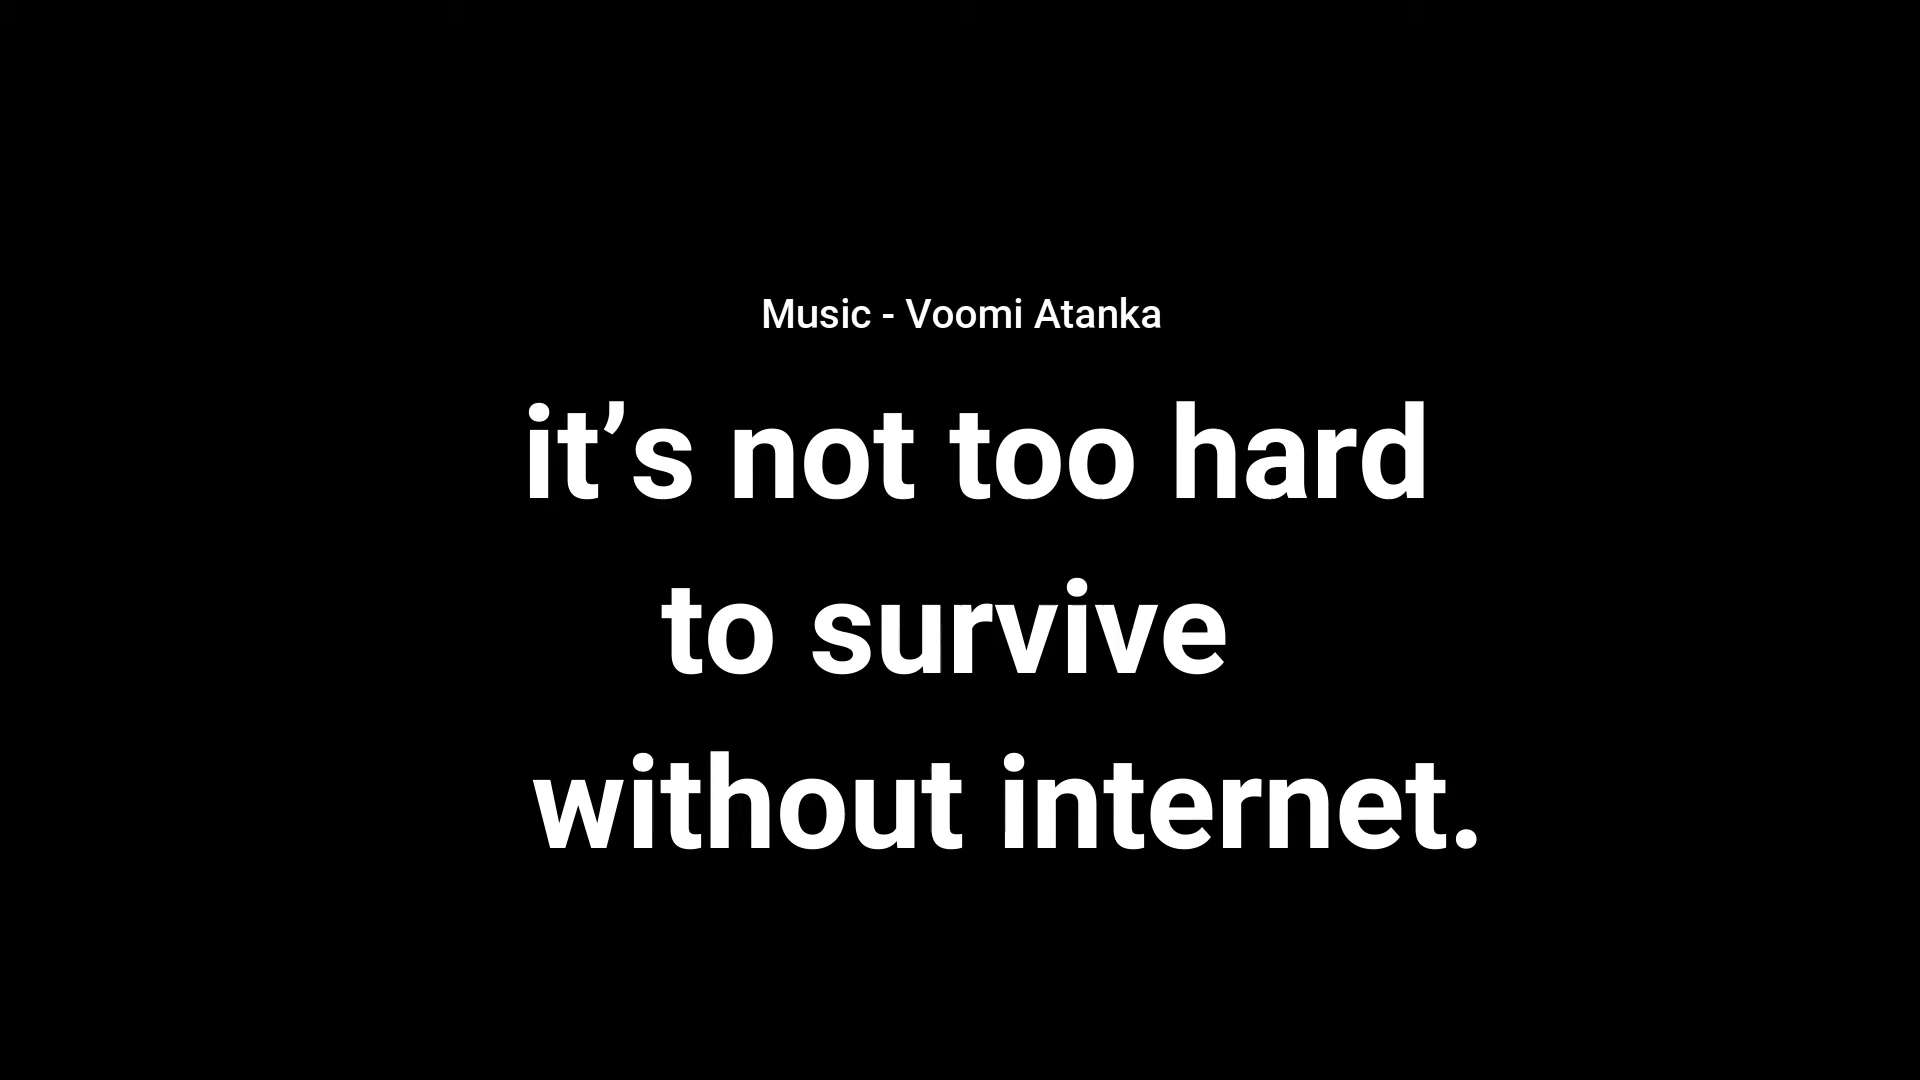 Music - Voomi Atanka
it’s not too hard
to survive
without internet.